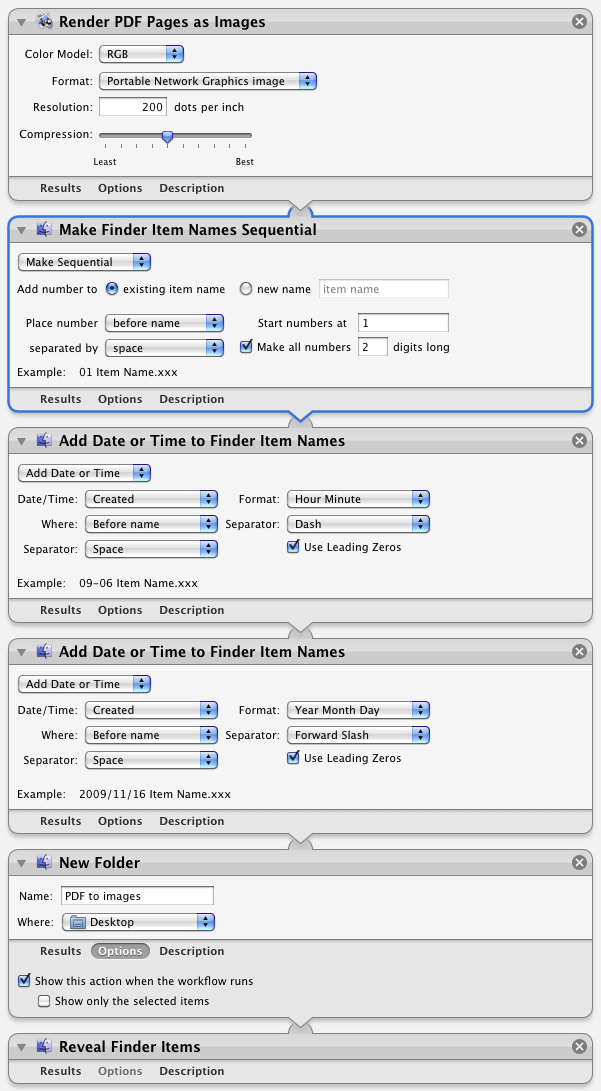 Render PDF Pages as Images
Color Model: RGB
Format: Portable Network Graphics image
Resolution: 200 dots per inch
Compression:
Least Best
Results Options Description
Make Finder Item Names Sequential
Make Sequential
Add number to existing item name new name item name
Place number before name Start numbers at 1
separated by space Make all numbers 2 digits long
Example: 01 Item Name.xxx
Results Options Description
Add Date or Time to Finder Item Names
Add Date or Time
Date/Time: Created Format: Hour Minute
Where: Before name Separator: Dash
Separator: Space Use Leading Zeros
Example: 09-06 Item Name.xxx
Results Options Description
Add Date or Time to Finder Item Names
Add Date or Time
Date/Time: Created Format: Year Month Day
Where: Before name Separator: Forward Slash
Separator: Space Use Leading Zeros
Example: 2009/11/16 Item Name.xxx
Results Options Description
New Folder
Name: PDF to images
Where: Desktop
Results Options Description
Show this action when the workflow runs
Show only the selected items
Reveal Finder Items
Results Options Description